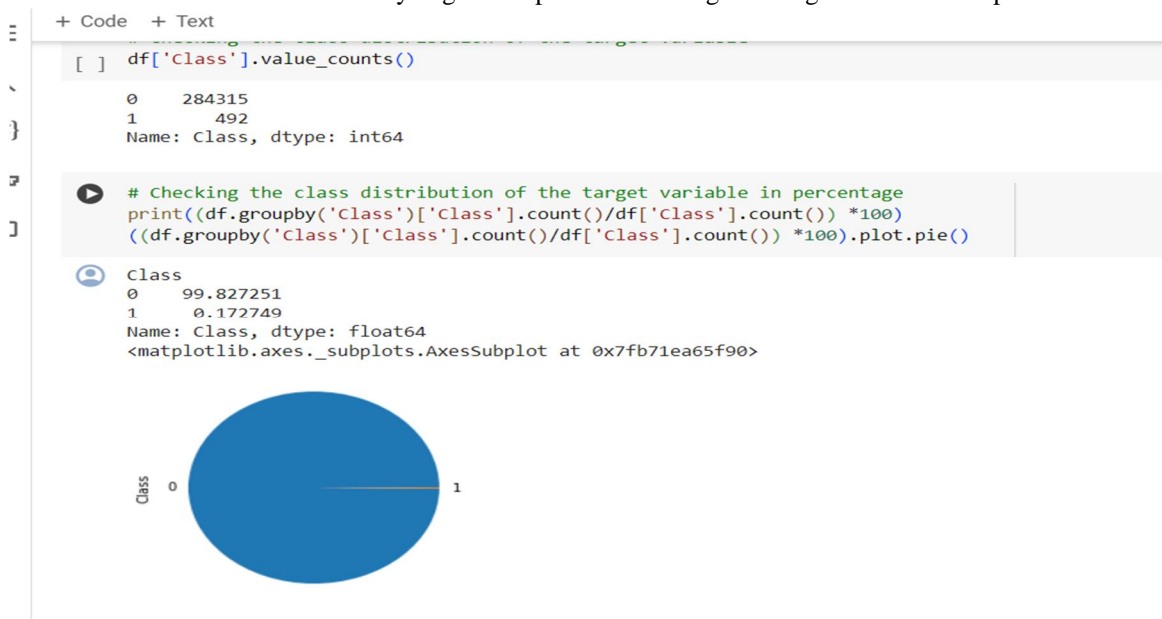 + Code + Text
[ ] df['Class'].value_counts()
0 284315
1 492
Name: Class, dtype: int64
# Checking the class distribution of the target variable in percentage
print((df.groupby('Class')['Class'].count()/df['Class'].count()) *100)
((df.groupby('Class')['Class'].count()/df['Class'].count()) *100).plot.pie()
Class
0 99.827251
1 0.172749
Name: Class, dtype: float64
<matplotlib.axes._subplots.AxesSubplot at 0x7fb71ea65f90>
Class
0
1